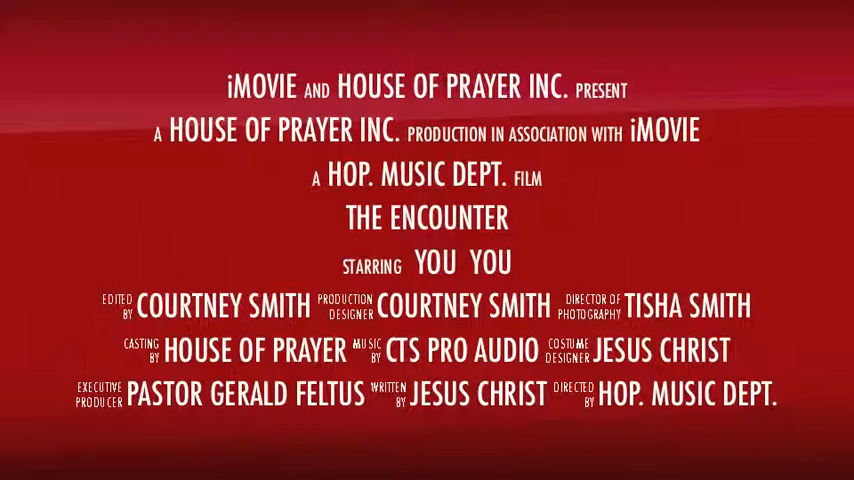 iMOVIE AND HOUSE OF PRAYER INC. PRESENT
A HOUSE OF PRAYER INC. PRODUCTION IN ASSOCIATION WITH iMOVIE
A HOP. MUSIC DEPT. FILM
THE ENCOUNTER
STARRING YOU YOU
EDITED BY COURTNEY SMITH PRODUCTION DESIGNER COURTNEY SMITH DIRECTOR OF PHOTOGRAPHY TISHA SMITH
CASTING BY HOUSE OF PRAYER MUSIC BY CTS PRO AUDIO COSTUME DESIGNER JESUS CHRIST
EXECUTIVE PRODUCER PASTOR GERALD FELTUS WRITTEN BY JESUS CHRIST DIRECTED BY HOP. MUSIC DEPT.